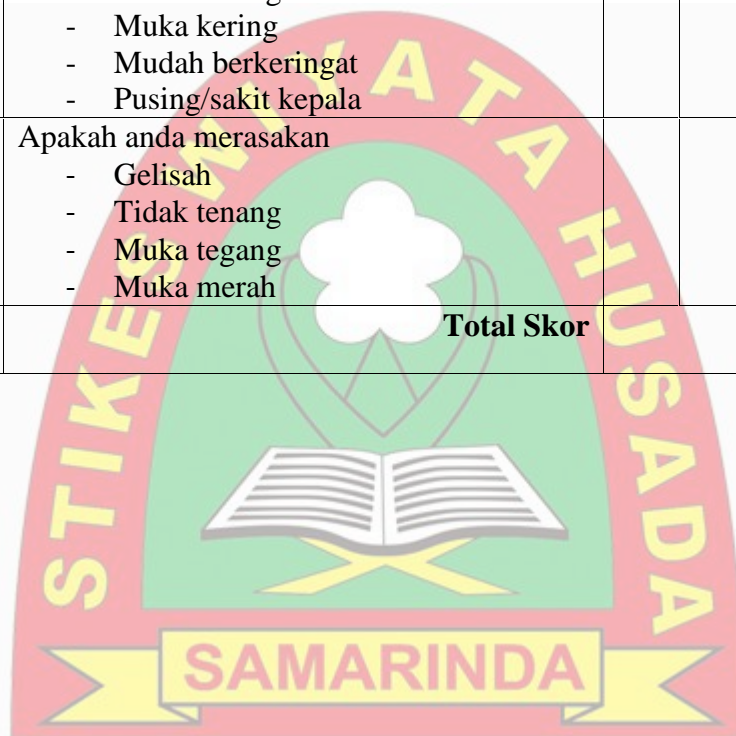 - Muka kering
- Mudah berkeringat
- Pusing/sakit kepala
Apakah anda merasakan
- Gelisah
- Tidak tenang
- Muka tegang
- Muka merah
Total Skor
STIKES WIYATA HUSADA
SAMARINDA